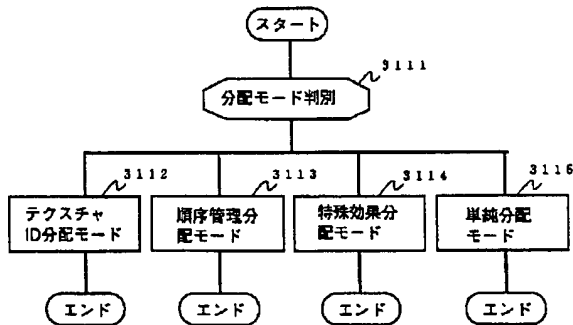 スタート
3111
分配モード判別
3112
3113
3114
3115
テクスチャ
ID分配モード
順序管理分
配モード
特殊効果分
配モード
単純分配
モード
エンド
エンド
エンド
エンド